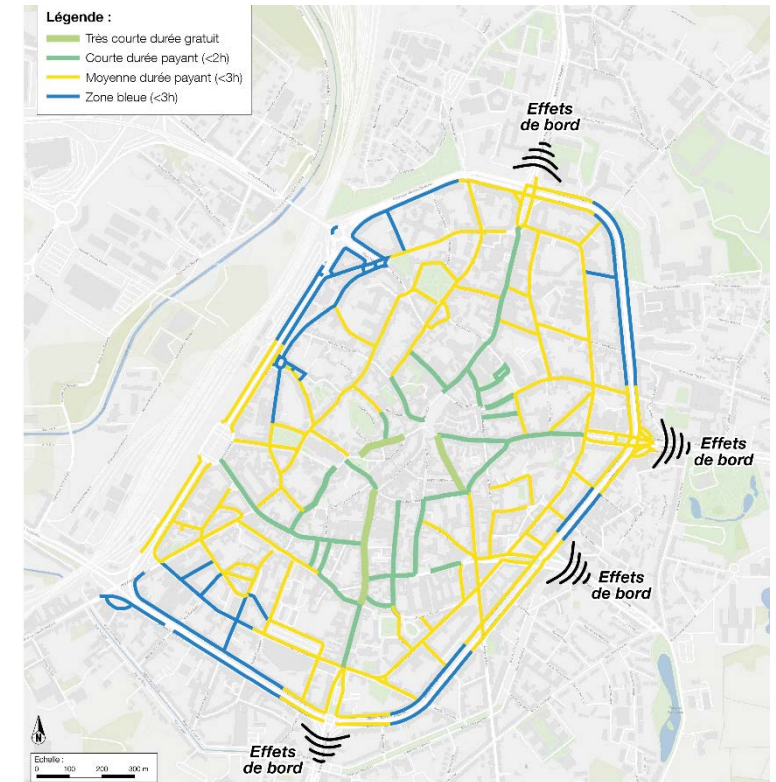 Légende :
Très courte durée gratuit
Courte durée payant (<2h)
Moyenne durée payant (<3h)
Zone bleue (<3h)
Effets
de bord
Effets
de bord
Effets
de bord
Effets
de bord
N
Echelle :
0 100 200 300 m